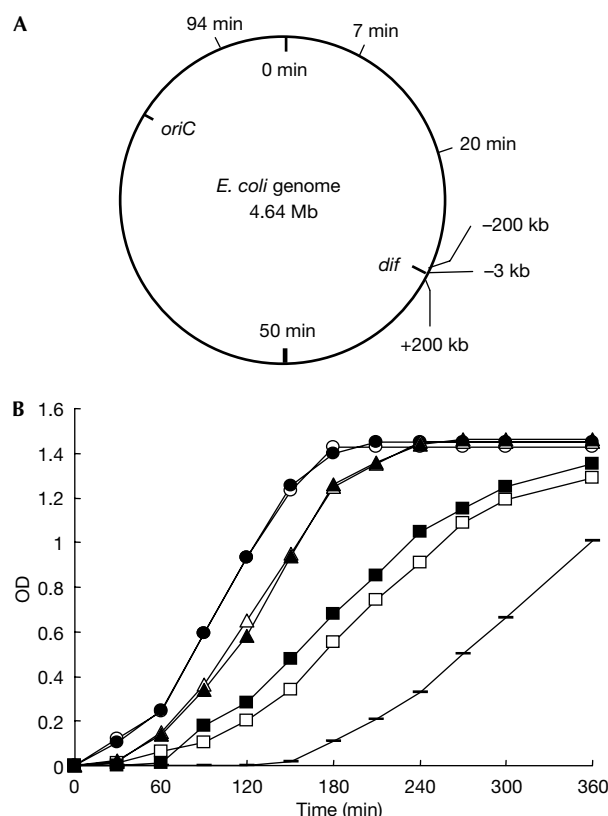 A
94 min
7 min
0 min
oriC
20 min
E. coli genome
4.64 Mb
–200 kb
dif
–3 kb
50 min
+200 kb
B
1.6
1.4
1.2
1
0.8
0.6
0.4
0.2
0
OD
0 60 120 180 240 300 360
Time (min)